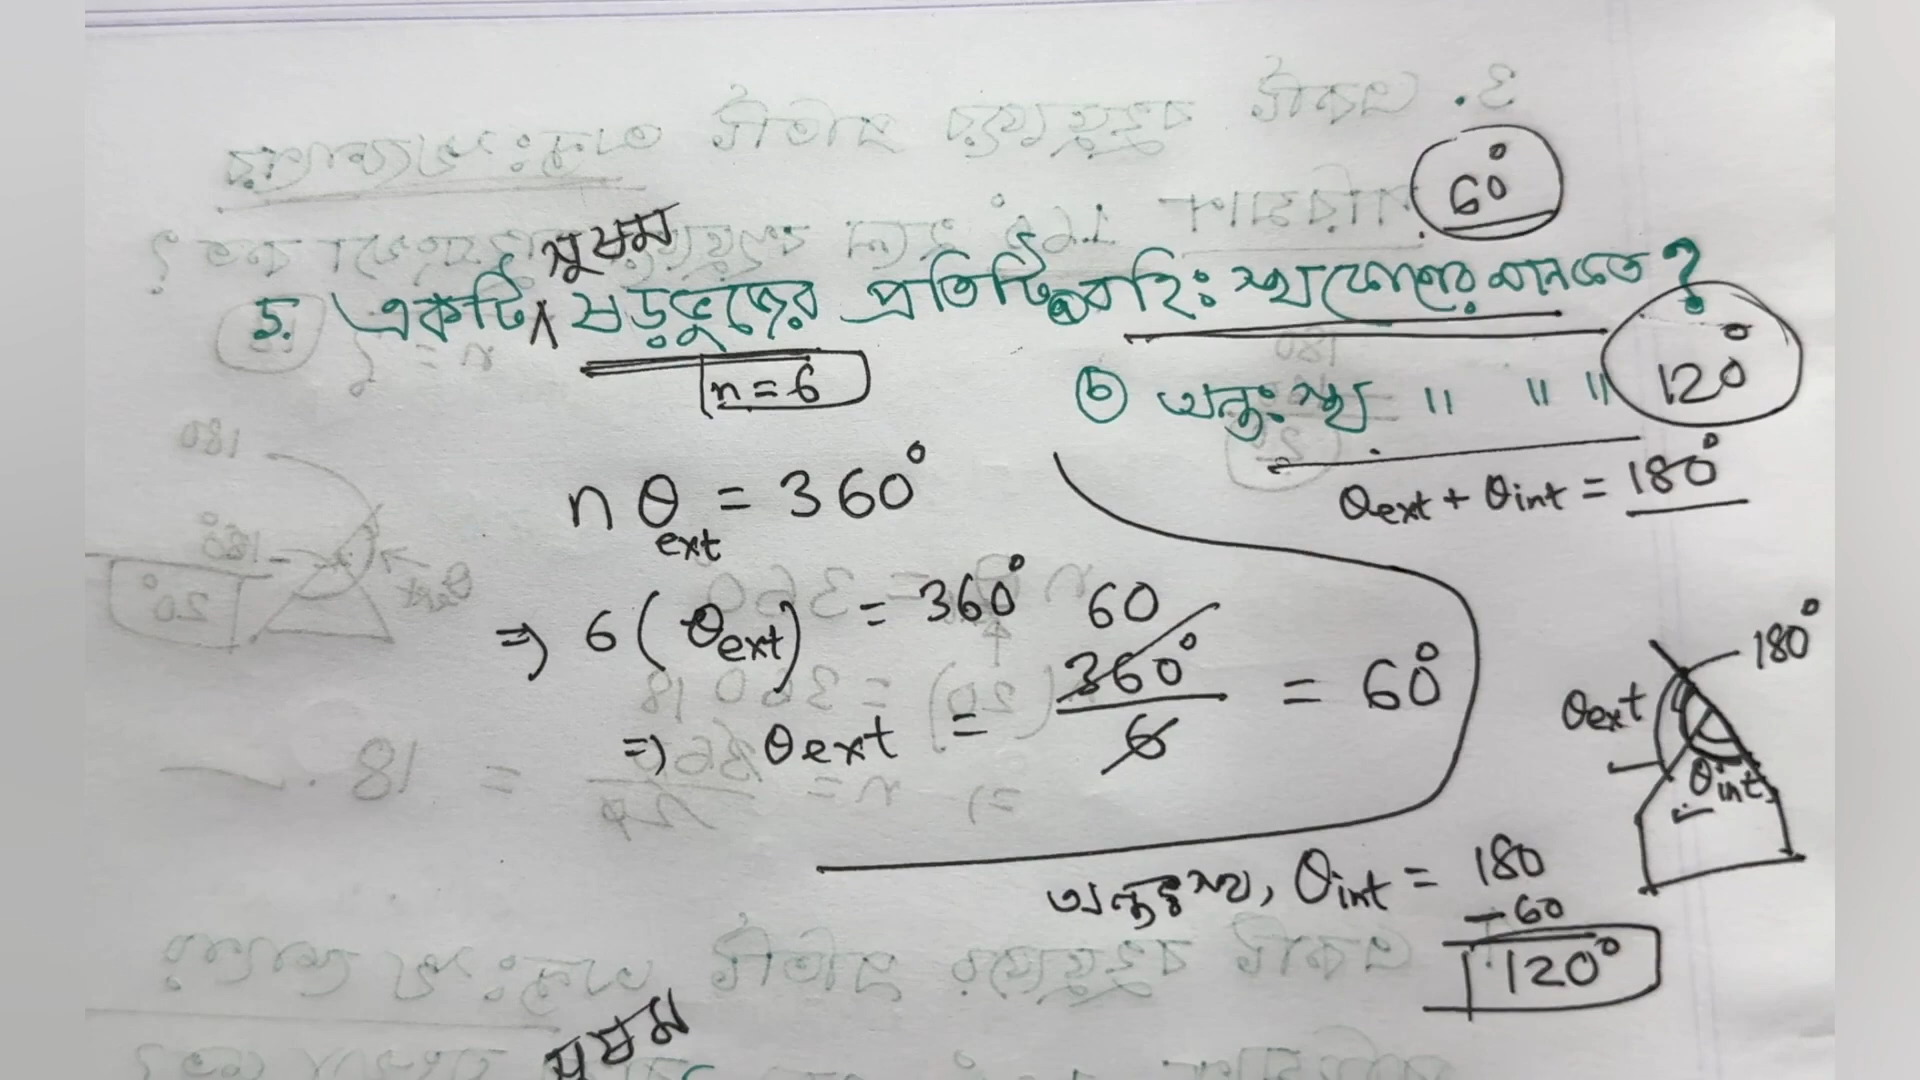 60°
সুষম
5. একটি ^ ষড়ভুজের প্রতিটি ⓐ বহিঃস্থ কোণের মান কত?
n = 6
ⓑ অন্তঃস্থ " " " 120°
θext + θint = 180°
nθext = 360°
⇒ 6(θext) = 360°
⇒ θext = 360°/6 = 60°
60
180°
θext
θint
অন্তঃস্থ, θint = 180
- 60
120°
সুষম